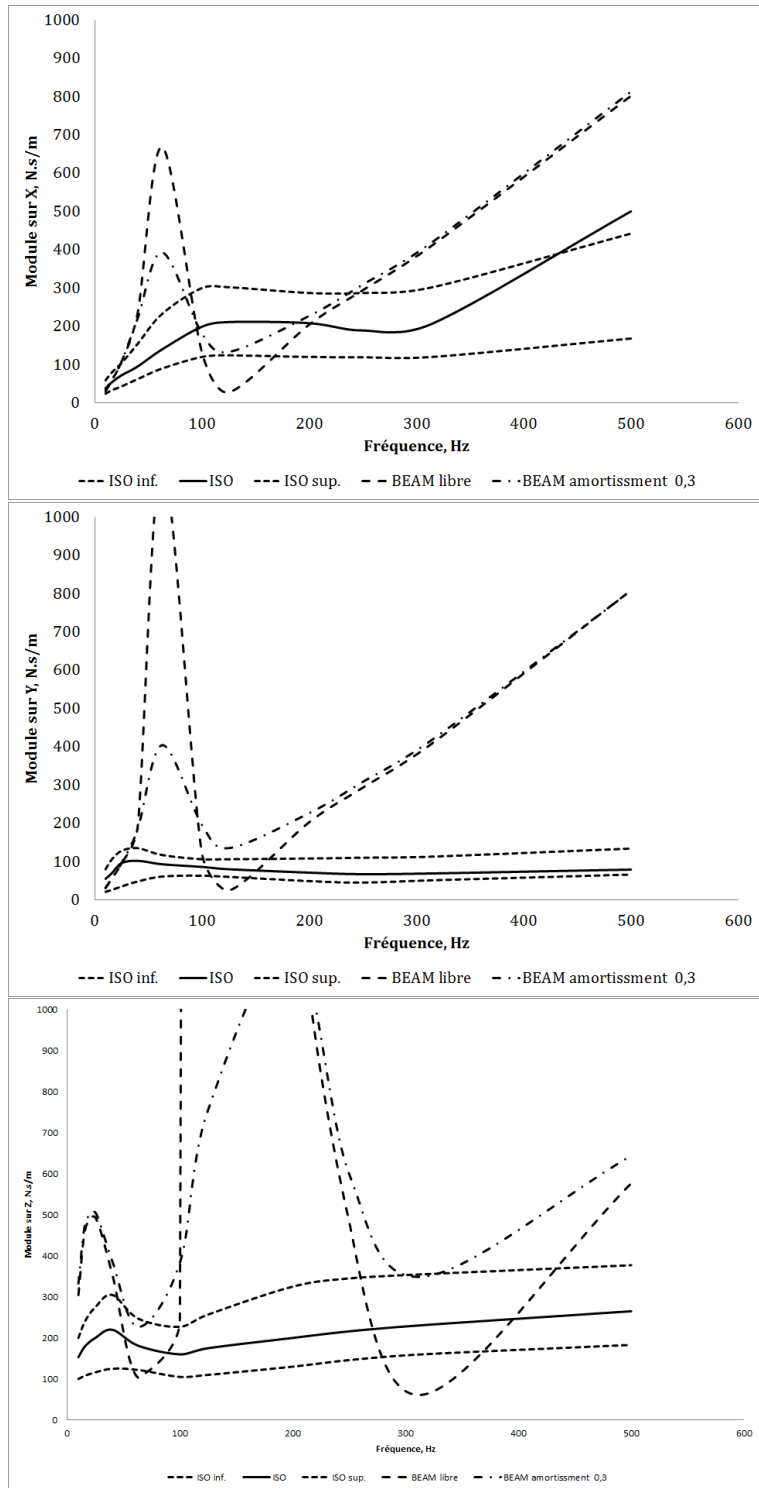 1000
900
800
700
600
500
400
300
200
100
0
Module sur X, N.s/m
0 100 200 300 400 500 600
Fréquence, Hz
ISO inf. ISO ISO sup. BEAM libre BEAM amortissment 0,3
1000
900
800
700
600
500
400
300
200
100
0
Module sur Y, N.s/m
0 100 200 300 400 500 600
Fréquence, Hz
ISO inf. ISO ISO sup. BEAM libre BEAM amortissment 0,3
1000
900
800
700
600
500
400
300
200
100
0
Module sur Z, N.s/m
0 100 200 300 400 500 600
Fréquence, Hz
ISO inf. ISO ISO sup. BEAM libre BEAM amortissment 0,3